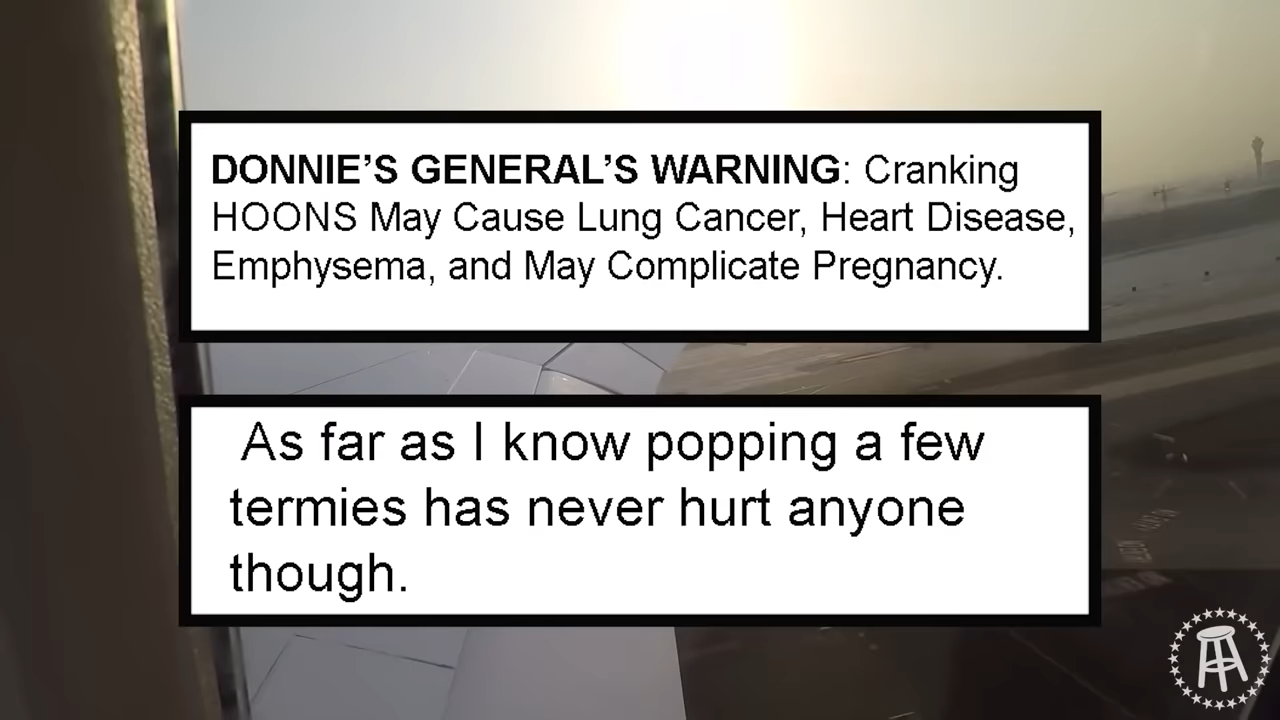 DONNIE’S GENERAL’S WARNING: Cranking
HOONS May Cause Lung Cancer, Heart Disease,
Emphysema, and May Complicate Pregnancy.
As far as I know popping a few
termies has never hurt anyone
though.